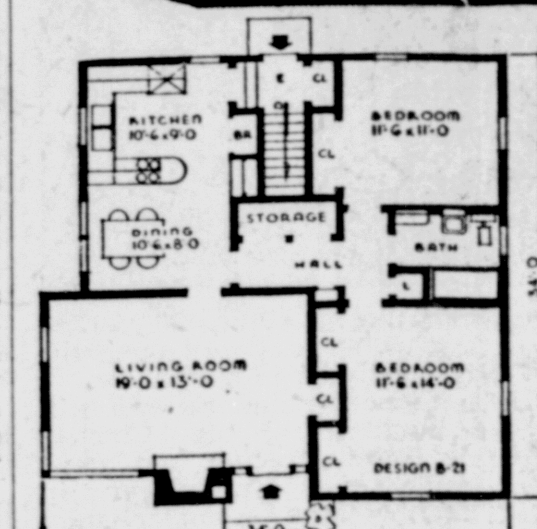 E CL
KITCHEN
10'-6 x 9'-0
BR
BEDROOM
11'-6 x 11'-0
CL
STORAGE
DINING
10'-6 x 8'-0
BATH
HALL
L
CL
LIVING ROOM
19'-0 x 13'-0
BEDROOM
11'-6 x 14'-0
CL
CL
DESIGN B-21